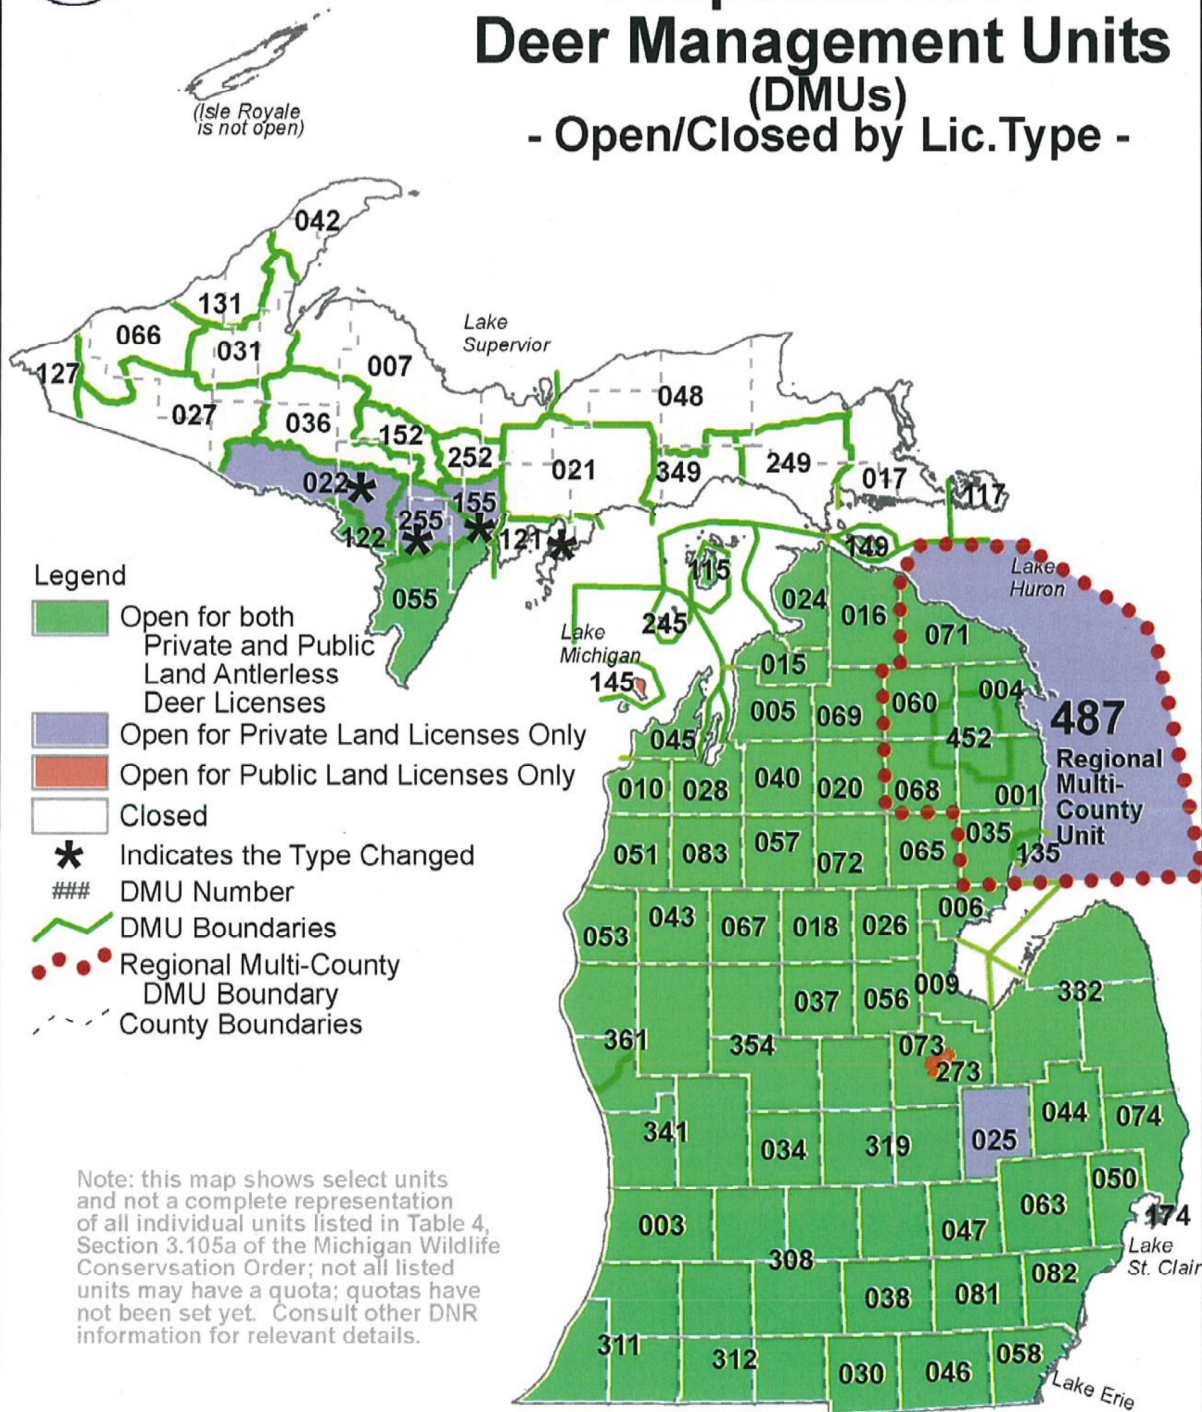 Deer Management Units
(DMUs)
- Open/Closed by Lic.Type -
(Isle Royale
is not open)
042
131
066
031
127
007
Lake
Supervior
048
027
036
152
252
021
349
249
017
117
022
155
255
122
121
149
115
Lake
Huron
055
024
016
245
071
Lake
Michigan
015
145
060
004
005
069
487
045
452
Regional
Multi-
County
Unit
010
028
040
020
068
001
035
051
083
057
072
065
135
006
053
043
067
018
026
009
037
056
332
361
354
073
273
341
034
319
025
044
074
050
003
047
063
174
Lake
St. Clair
308
082
038
081
311
312
030
046
058
Lake Erie
Legend
Open for both
Private and Public
Land Antlerless
Deer Licenses
Open for Private Land Licenses Only
Open for Public Land Licenses Only
Closed
* Indicates the Type Changed
### DMU Number
DMU Boundaries
Regional Multi-County
DMU Boundary
County Boundaries
Note: this map shows select units
and not a complete representation
of all individual units listed in Table 4,
Section 3.105a of the Michigan Wildlife
Conservsation Order; not all listed
units may have a quota; quotas have
not been set yet. Consult other DNR
information for relevant details.